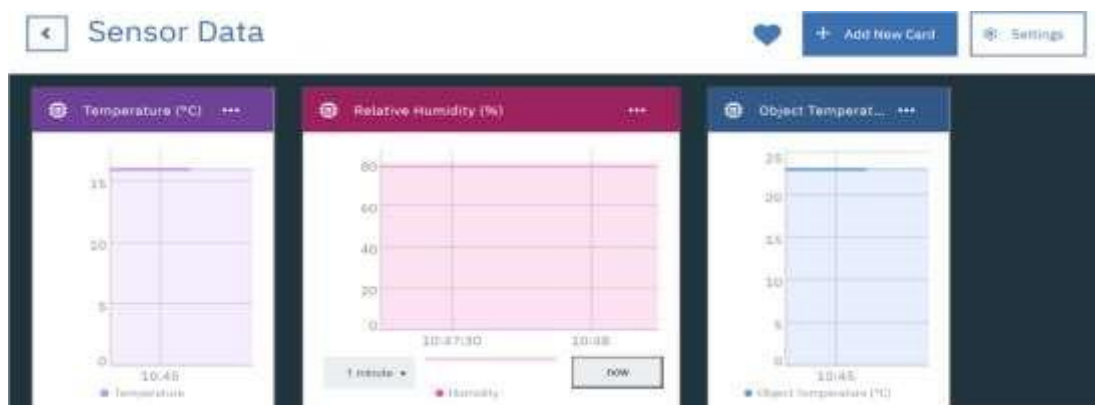 Sensor Data
+ Add New Card
Settings
Temperature (°C) •••
Relative Humidity (%) •••
Object Temperat... •••
15
10
5
0
10:45
Temperature
80
60
40
20
0
10:47:30
10:48
1 minute
now
Humidity
25
20
15
10
5
0
10:45
Object Temperature (°C)